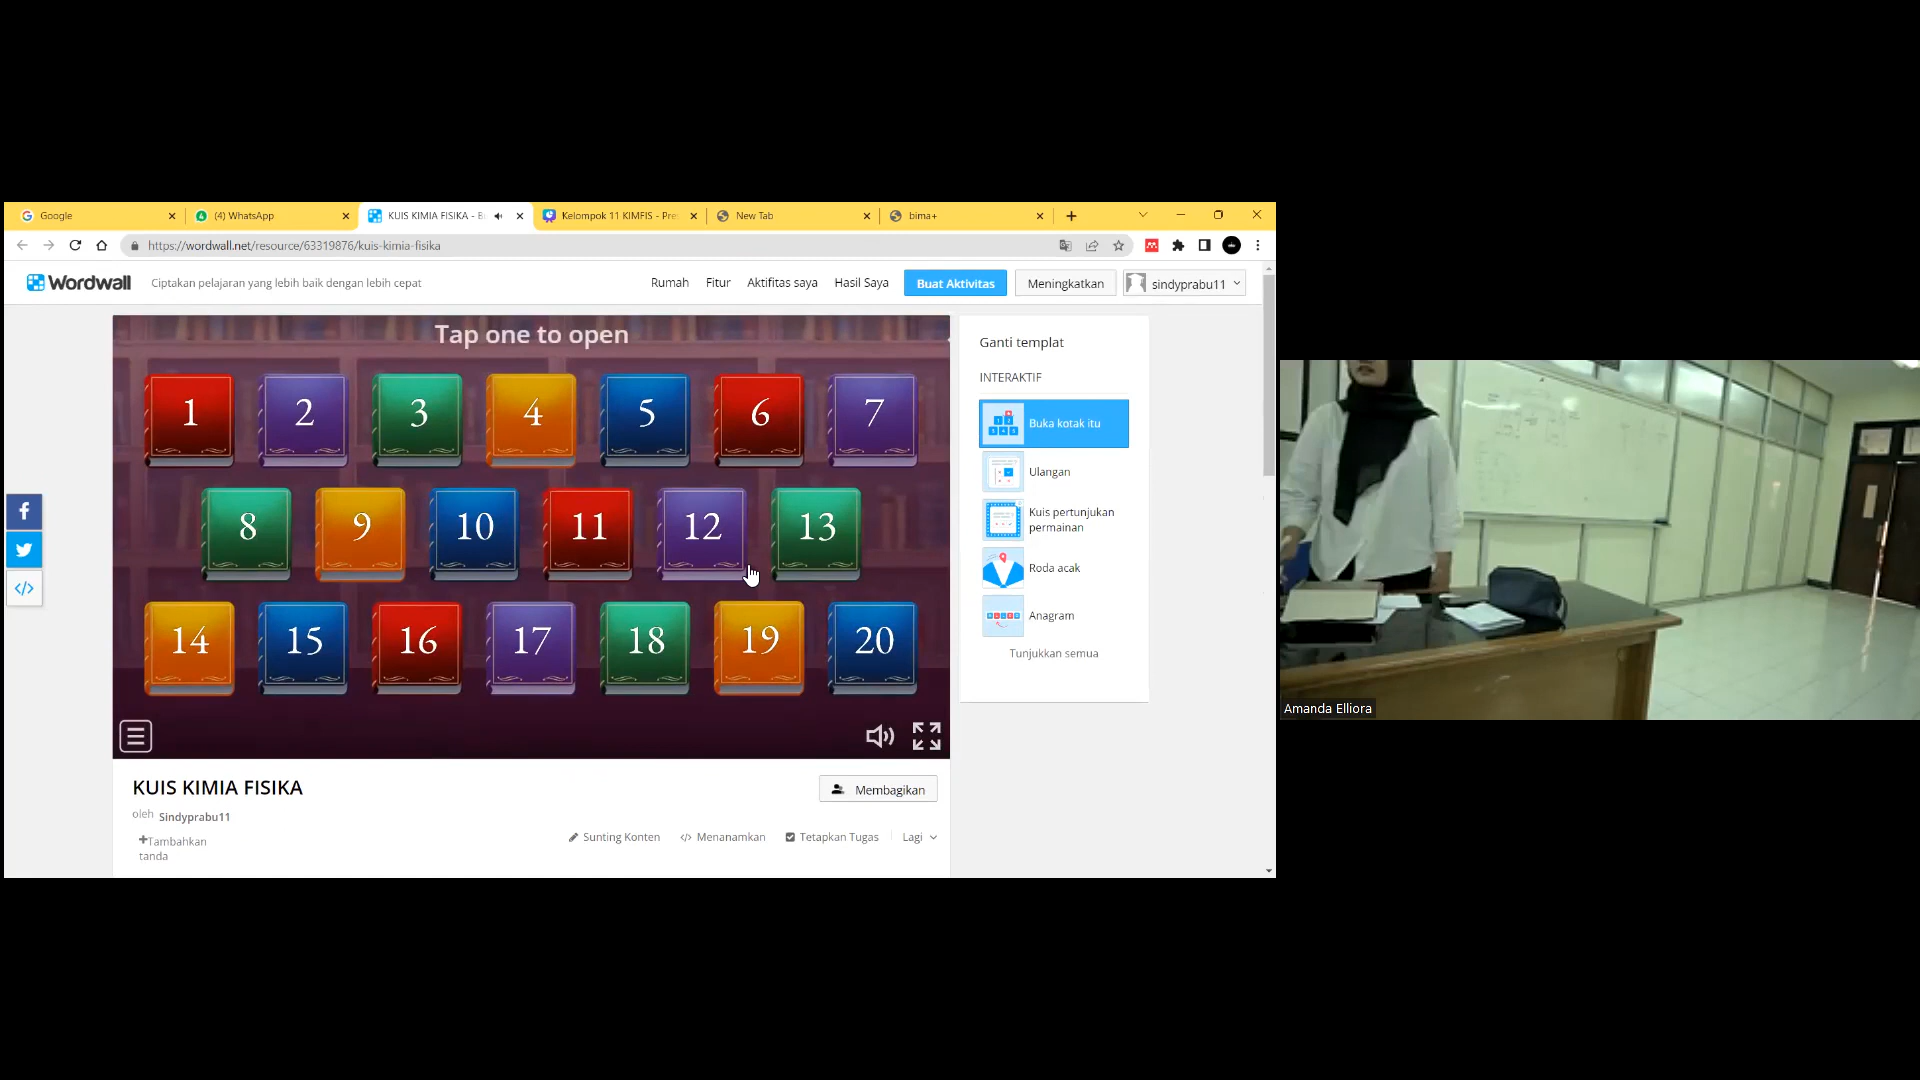 Google
(4) WhatsApp
KUIS KIMIA FISIKA - B
Kelompok 11 KIMFIS - Pre
New Tab
bima+
https://wordwall.net/resource/63319876/kuis-kimia-fisika
Wordwall
Ciptakan pelajaran yang lebih baik dengan lebih cepat
Rumah
Fitur
Aktifitas saya
Hasil Saya
Buat Aktivitas
Meningkatkan
sindyprabu11
Tap one to open
1 2 3 4 5 6 7
8 9 10 11 12 13
14 15 16 17 18 19 20
Ganti templat
INTERAKTIF
Buka kotak itu
Ulangan
Kuis pertunjukan
permainan
Roda acak
Anagram
Tunjukkan semua
KUIS KIMIA FISIKA
Membagikan
oleh Sindyprabu11
Tambahkan
tanda
Sunting Konten
Menanamkan
Tetapkan Tugas
Lagi
Amanda Elliora